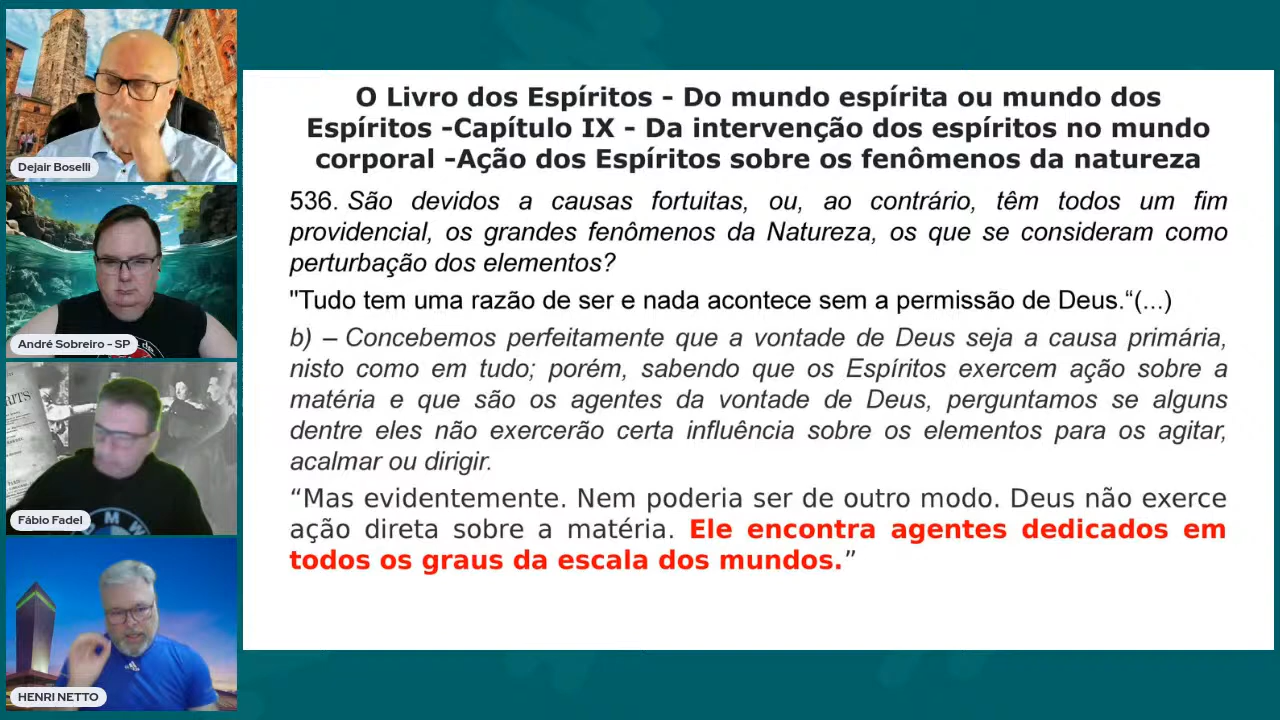 Dejair Boselli
André Sobreiro - SP
Fábio Fadel
HENRI NETTO
O Livro dos Espíritos - Do mundo espírita ou mundo dos
Espíritos -Capítulo IX - Da intervenção dos espíritos no mundo
corporal -Ação dos Espíritos sobre os fenômenos da natureza
536. São devidos a causas fortuitas, ou, ao contrário, têm todos um fim
providencial, os grandes fenômenos da Natureza, os que se consideram como
perturbação dos elementos?
"Tudo tem uma razão de ser e nada acontece sem a permissão de Deus.“(...)
b) – Concebemos perfeitamente que a vontade de Deus seja a causa primária,
nisto como em tudo; porém, sabendo que os Espíritos exercem ação sobre a
matéria e que são os agentes da vontade de Deus, perguntamos se alguns
dentre eles não exercerão certa influência sobre os elementos para os agitar,
acalmar ou dirigir.
“Mas evidentemente. Nem poderia ser de outro modo. Deus não exerce
ação direta sobre a matéria. Ele encontra agentes dedicados em
todos os graus da escala dos mundos.”